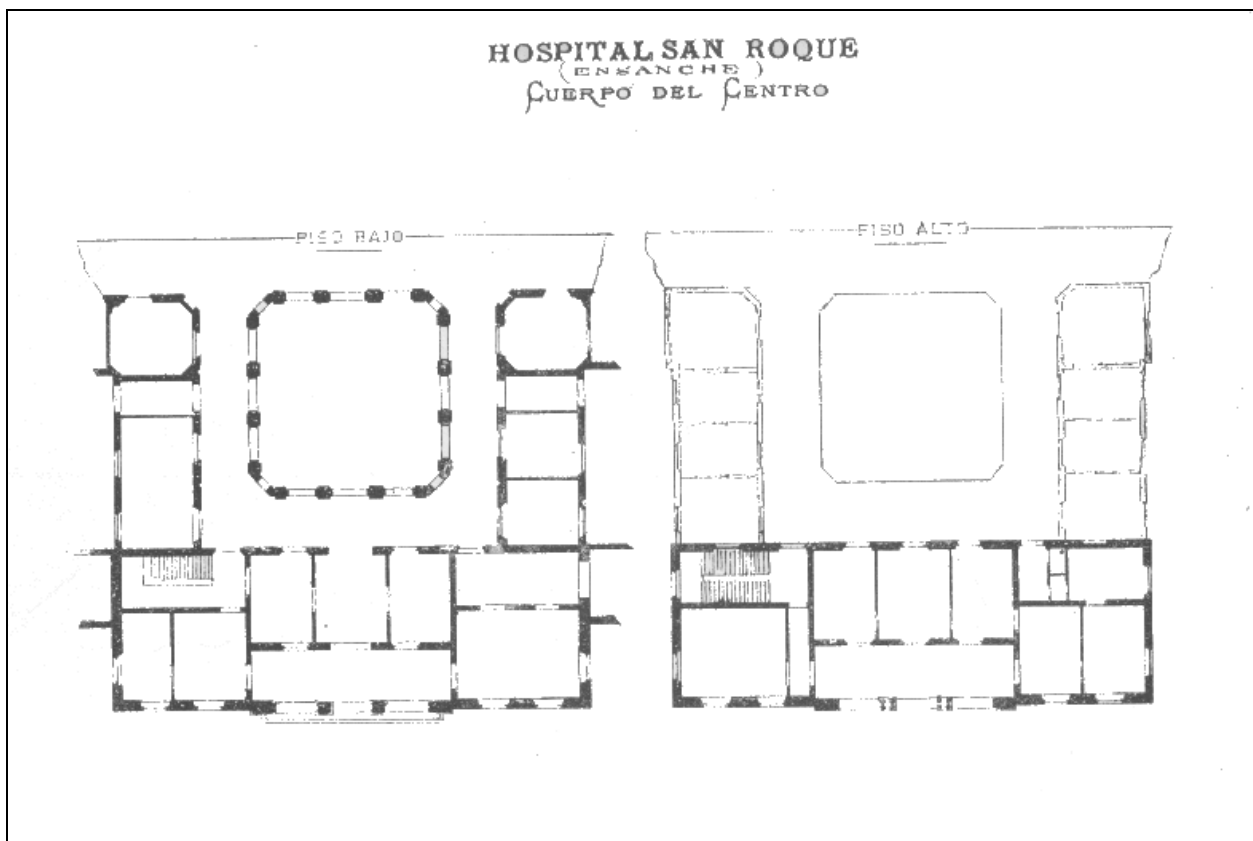 HOSPITAL SAN ROQUE
(ENSANCHE)
CUERPO DEL CENTRO
PISO BAJO
PISO ALTO